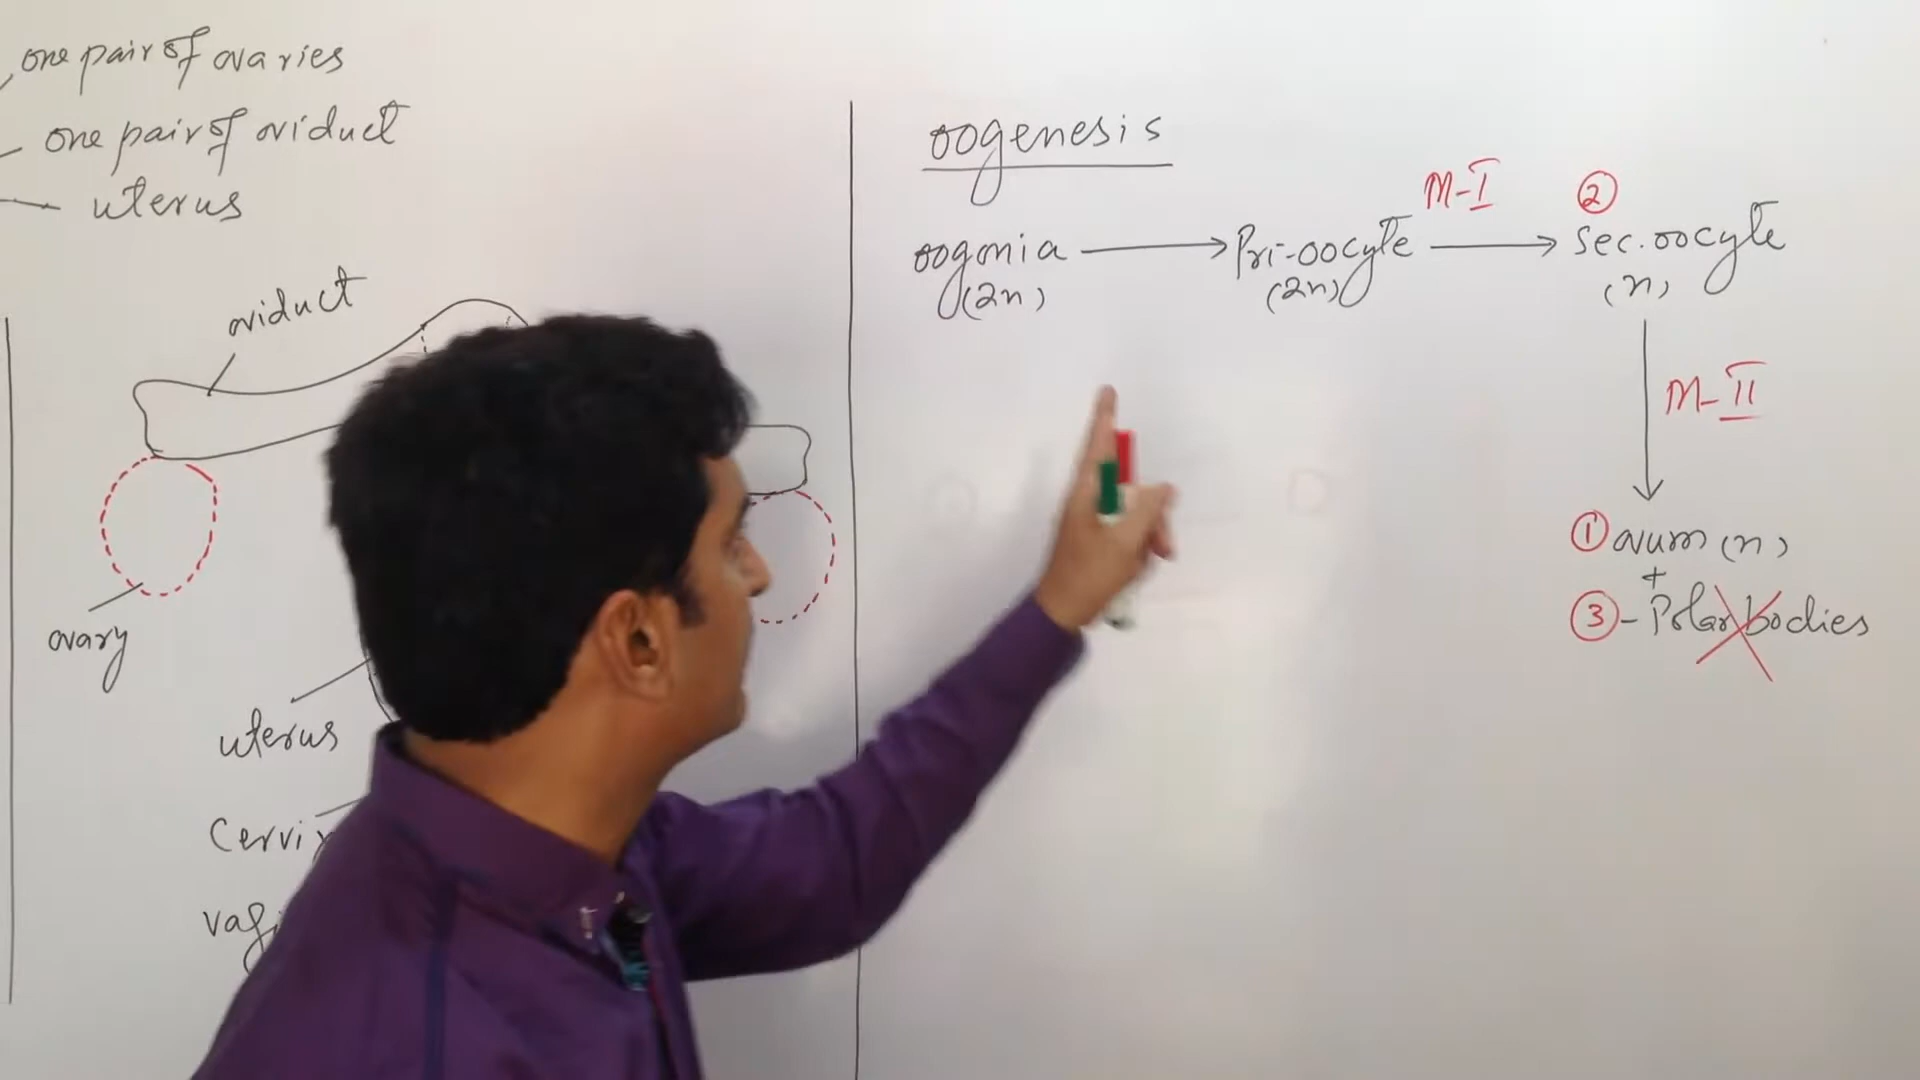 one pair of ovaries
one pair of oviduct
uterus
oviduct
ovary
uterus
Cervix
oogenesis
M-I ②
oogonia → Pri-oocyte → Sec. oocyte
(2n) (2n) (n)
M-II
① ovum (n)
+
③ - Polar bodies